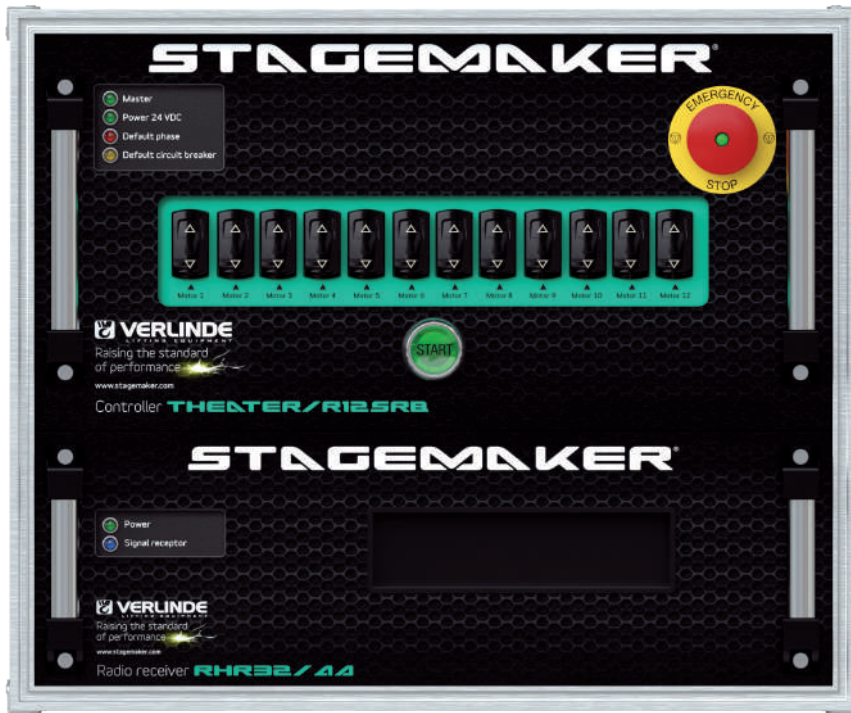 STAGEMAKER®
Master
Power 24 VDC
Default phase
Default circuit breaker
EMERGENCY
STOP
Motor 1 Motor 2 Motor 3 Motor 4 Motor 5 Motor 6 Motor 7 Motor 8 Motor 9 Motor 10 Motor 11 Motor 12
VERLINDE
LIFTING EQUIPMENT
Raising the standard
of performance
www.stagemaker.com
START
Controller THEATER/R12SRB
STAGEMAKER®
Power
Signal receptor
VERLINDE
LIFTING EQUIPMENT
Raising the standard
of performance
www.stagemaker.com
Radio receiver RHR32/AA